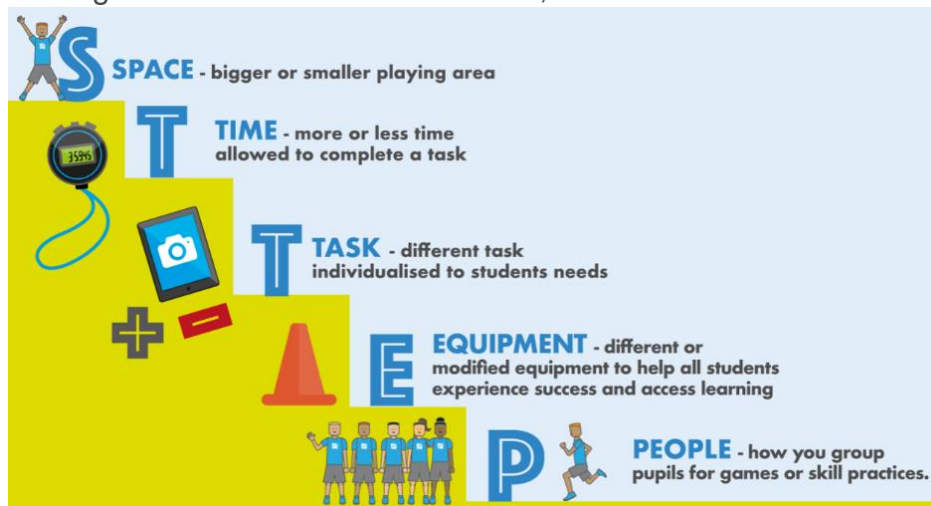 S
SPACE - bigger or smaller playing area
T
TIME - more or less time
allowed to complete a task
35945
T
TASK - different task
individualised to students needs
E
EQUIPMENT - different or
modified equipment to help all students
experience success and access learning
P
PEOPLE - how you group
pupils for games or skill practices.